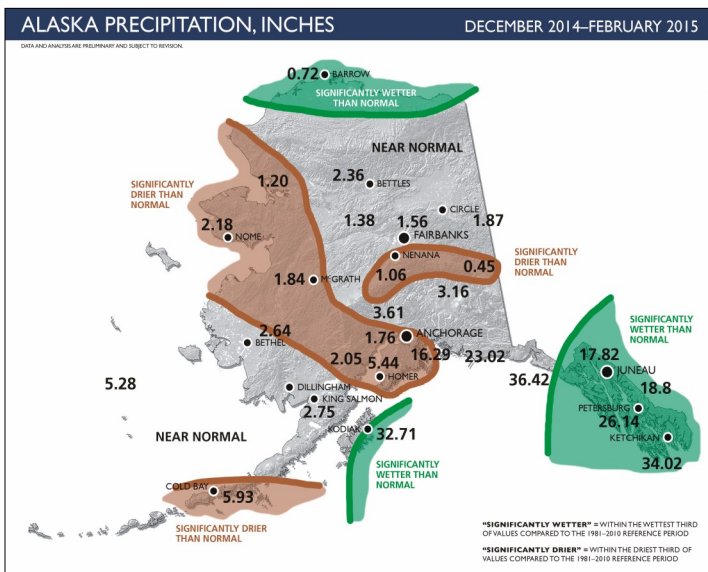 ALASKA PRECIPITATION, INCHES
DECEMBER 2014–FEBRUARY 2015
DATA AND ANALYSIS ARE PRELIMINARY AND SUBJECT TO REVISION.
0.72 BARROW
SIGNIFICANTLY WETTER
THAN NORMAL
NEAR NORMAL
2.36
BETTLES
SIGNIFICANTLY
DRIER THAN
NORMAL
1.20
CIRCLE
2.18
NOME
1.38
1.56
1.87
FAIRBANKS
NENANA
SIGNIFICANTLY
DRIER THAN
NORMAL
1.06
0.45
1.84 McGRATH
3.16
3.61
SIGNIFICANTLY
WETTER THAN
NORMAL
2.64
BETHEL
1.76
ANCHORAGE
16.29
23.02
2.05
5.44
HOMER
36.42
17.82
JUNEAU
5.28
DILLINGHAM
KING SALMON
2.75
18.8
PETERSBURG
26.14
KODIAK
32.71
KETCHIKAN
34.02
NEAR NORMAL
SIGNIFICANTLY
WETTER THAN
NORMAL
COLD BAY
5.93
SIGNIFICANTLY DRIER
THAN NORMAL
"SIGNIFICANTLY WETTER" = WITHIN THE WETTEST THIRD
OF VALUES COMPARED TO THE 1981–2010 REFERENCE PERIOD
"SIGNIFICANTLY DRIER" = WITHIN THE DRIEST THIRD OF
VALUES COMPARED TO THE 1981–2010 REFERENCE PERIOD